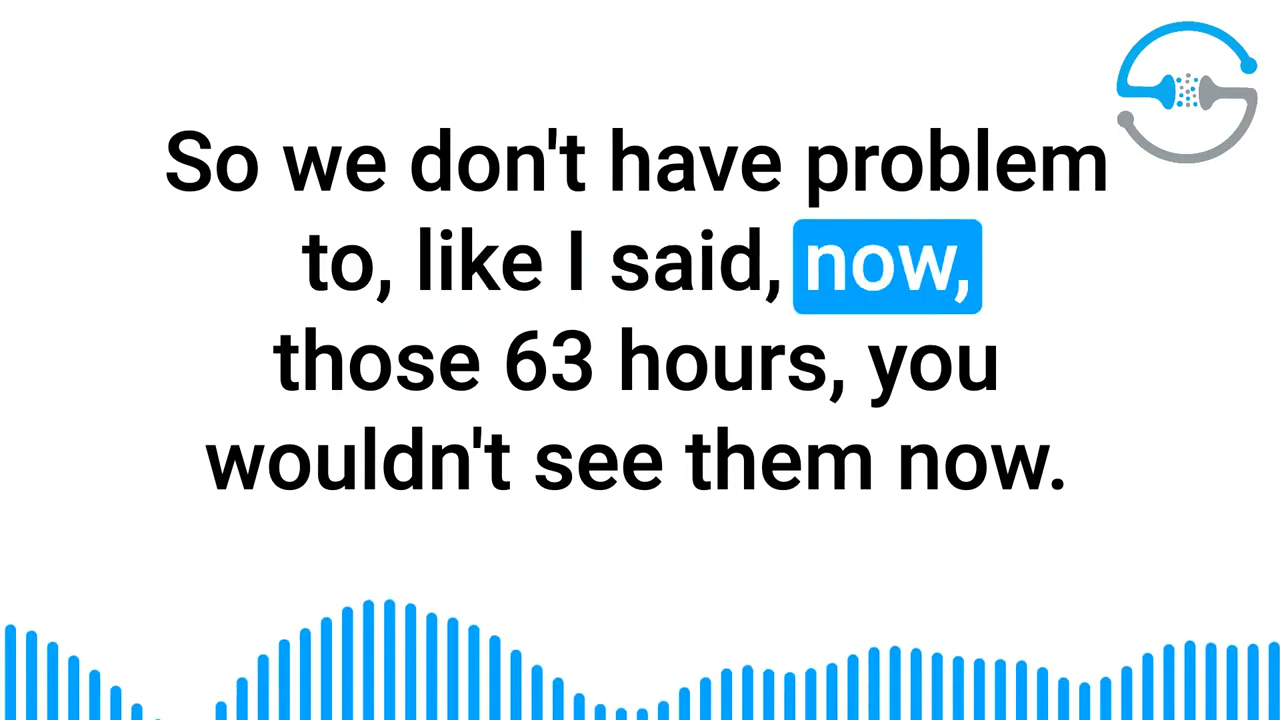 So we don't have problem
to, like I said, now,
those 63 hours, you
wouldn't see them now.